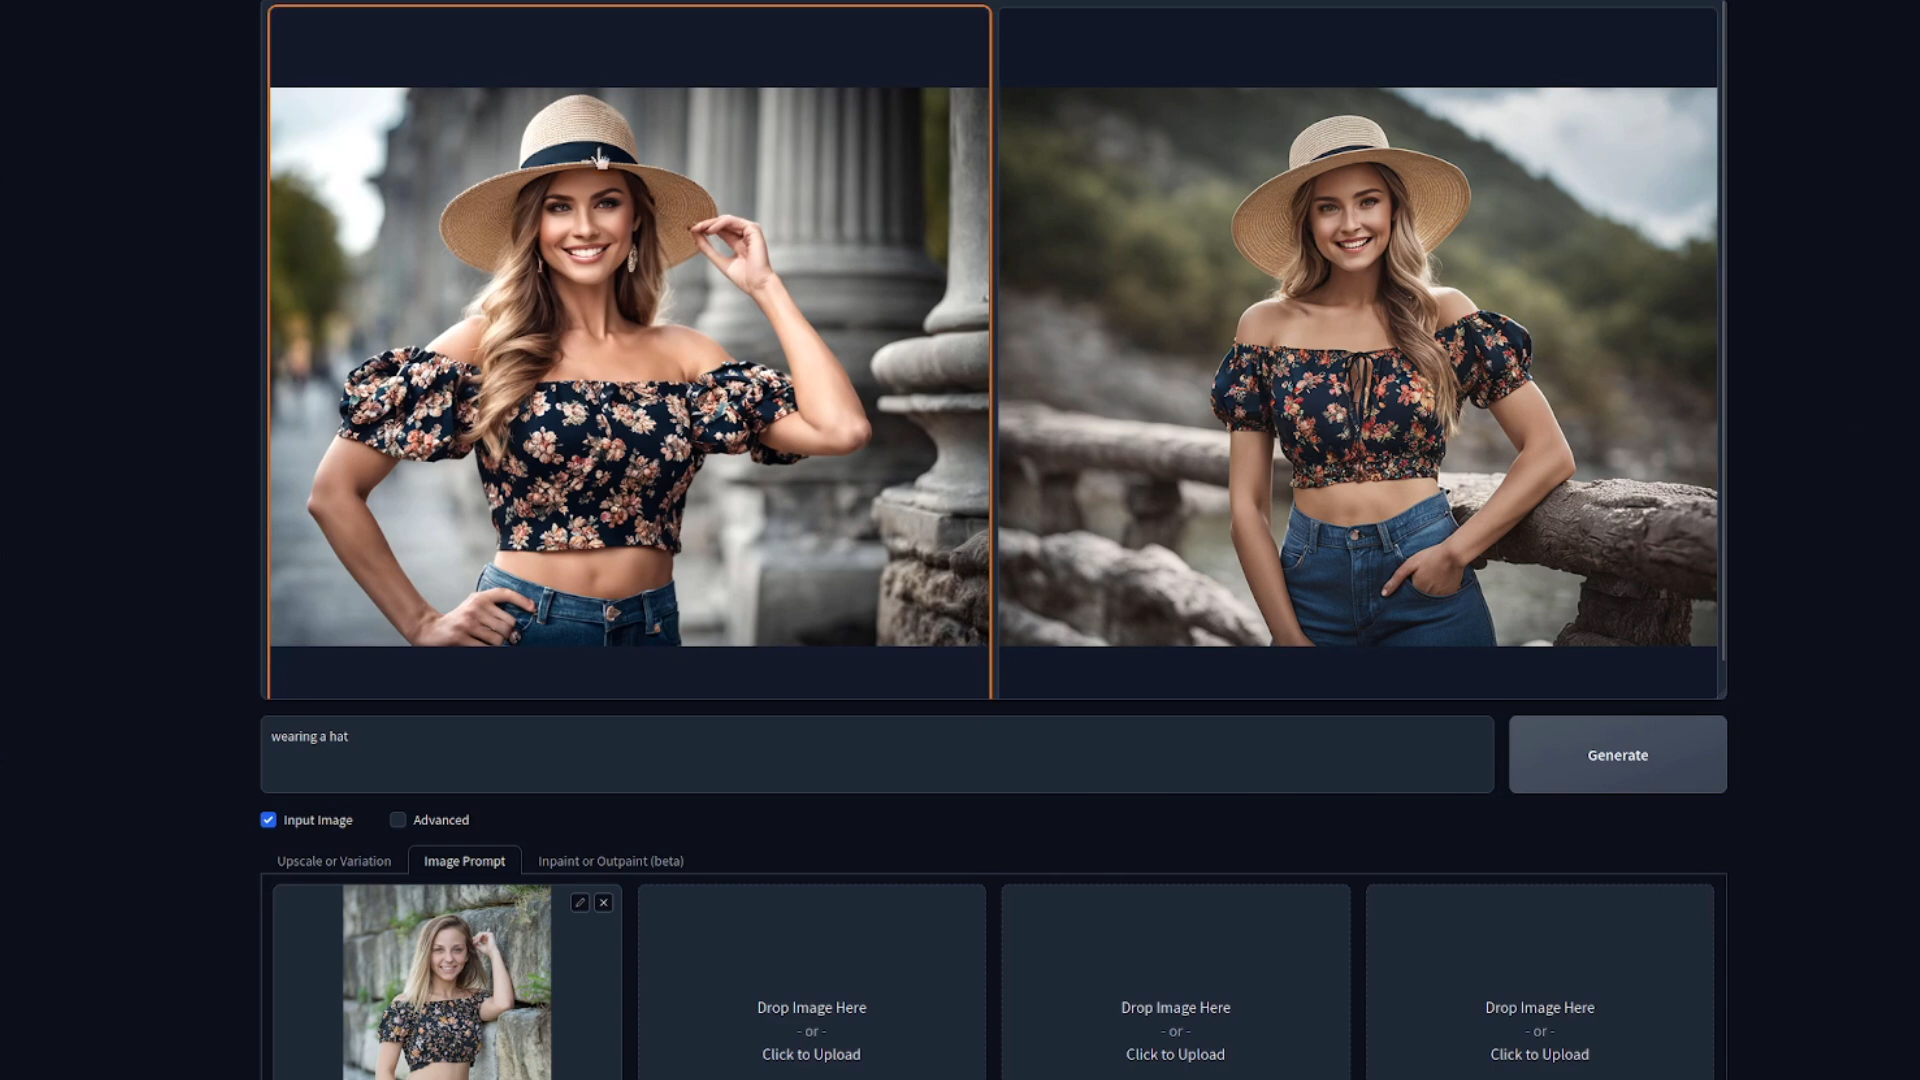 wearing a hat
Generate
Input Image
Advanced
Upscale or Variation
Image Prompt
Inpaint or Outpaint (beta)
Drop Image Here
- or -
Click to Upload
Drop Image Here
- or -
Click to Upload
Drop Image Here
- or -
Click to Upload